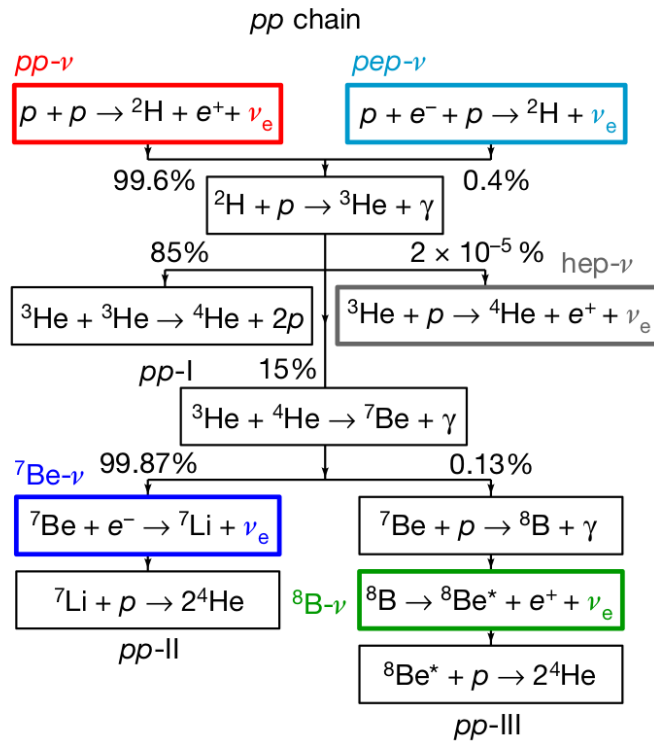 pp chain
pp-ν pep-ν
p + p → ²H + e⁺ + νₑ p + e⁻ + p → ²H + νₑ
99.6% 0.4%
²H + p → ³He + γ
85% 2 × 10⁻⁵ % hep-ν
³He + ³He → ⁴He + 2p ³He + p → ⁴He + e⁺ + νₑ
pp-I 15%
³He + ⁴He → ⁷Be + γ
⁷Be-ν 99.87% 0.13%
⁷Be + e⁻ → ⁷Li + νₑ ⁷Be + p → ⁸B + γ
⁷Li + p → 2⁴He ⁸B-ν ⁸B → ⁸Be* + e⁺ + νₑ
pp-II ⁸Be* + p → 2⁴He
pp-III